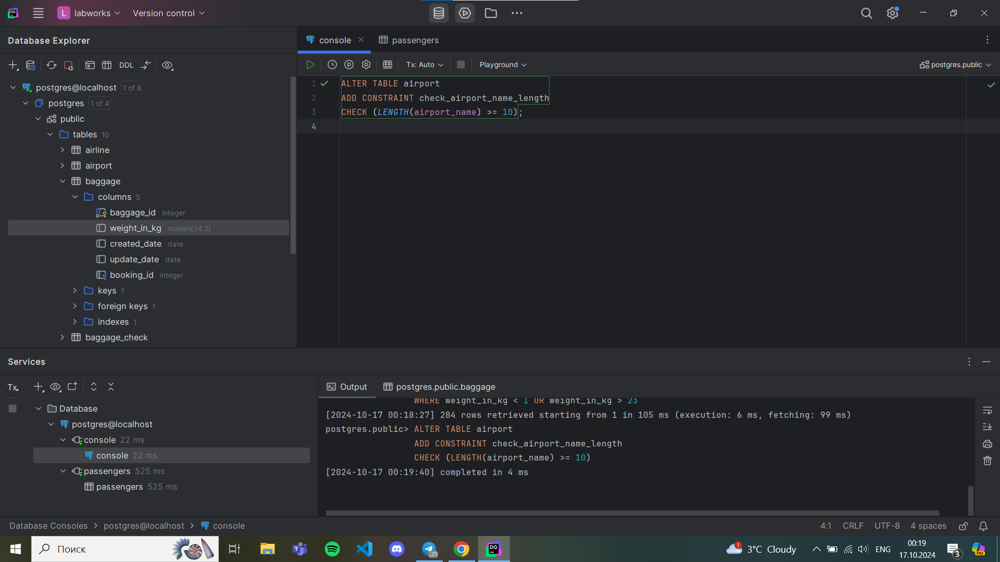 DG
L labworks
Version control
Database Explorer
console
passengers
DDL
Tx: Auto
Playground
postgres.public
postgres@localhost 1 of 8
postgres 1 of 4
public
tables 10
airline
airport
baggage
columns 5
baggage_id integer
weight_in_kg numeric(4,2)
created_date date
update_date date
booking_id integer
keys 1
foreign keys 1
indexes 1
baggage_check
1 ALTER TABLE airport
2 ADD CONSTRAINT check_airport_name_length
3 CHECK (LENGTH(airport_name) >= 10);
4
Services
Tx
Database
postgres@localhost
console 22 ms
console 22 ms
passengers 525 ms
passengers 525 ms
Output
postgres.public.baggage
WHERE weight_in_kg < 1 OR weight_in_kg > 23
[2024-10-17 00:18:27] 284 rows retrieved starting from 1 in 105 ms (execution: 6 ms, fetching: 99 ms)
postgres.public> ALTER TABLE airport
ADD CONSTRAINT check_airport_name_length
CHECK (LENGTH(airport_name) >= 10)
[2024-10-17 00:19:40] completed in 4 ms
Database Consoles > postgres@localhost > console
4:1 CRLF UTF-8 4 spaces
Поиск
..71
DG
1 3°C Cloudy
ENG
00:19
17.10.2024
3
PRE